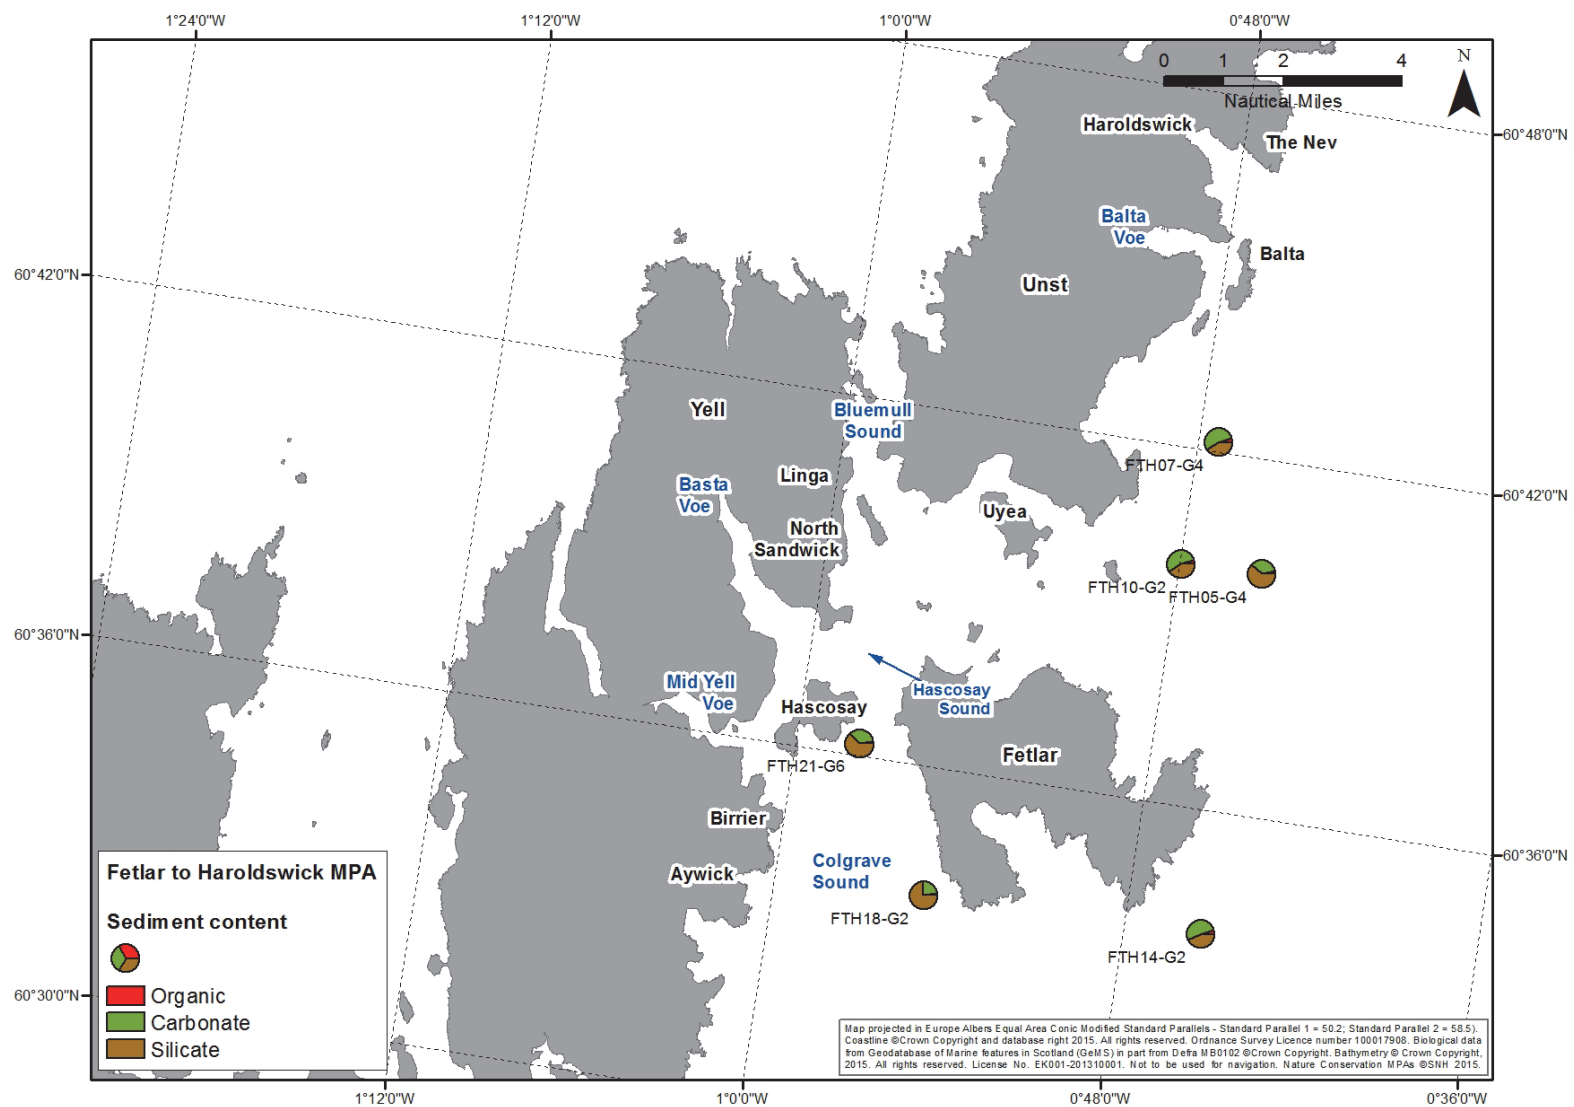 1°24'0"W
1°12'0"W
1°0'0"W
0°48'0"W
0 1 2 4
Nautical Miles
N
Haroldswick
The Nev
60°48'0"N
Balta
Voe
Balta
60°42'0"N
Unst
Yell
Bluemull
Sound
FTH07-G4
Linga
Basta
Voe
60°42'0"N
Uyea
North
Sandwick
FTH10-G2
FTH05-G4
60°36'0"N
Mid Yell
Voe
Hascosay
Sound
Hascosay
Fetlar
FTH21-G6
Birrier
60°36'0"N
Colgrave
Sound
Aywick
FTH18-G2
FTH14-G2
Fetlar to Haroldswick MPA
Sediment content
Organic
Carbonate
Silicate
60°30'0"N
Map projected in Europe Albers Equal Area Conic Modified Standard Parallels - Standard Parallel 1 = 50.2; Standard Parallel 2 = 58.5).
Coastline ©Crown Copyright and database right 2015. All rights reserved. Ordnance Survey Licence number 100017908. Biological data
from Geodatabase of Marine features in Scotland (GeMS) in part from Defra MB0102 ©Crown Copyright. Bathymetry © Crown Copyright,
2015. All rights reserved. License No. EK001-201310001. Not to be used for navigation. Nature Conservation MPAs ©SNH 2015.
1°12'0"W
1°0'0"W
0°48'0"W
0°36'0"W